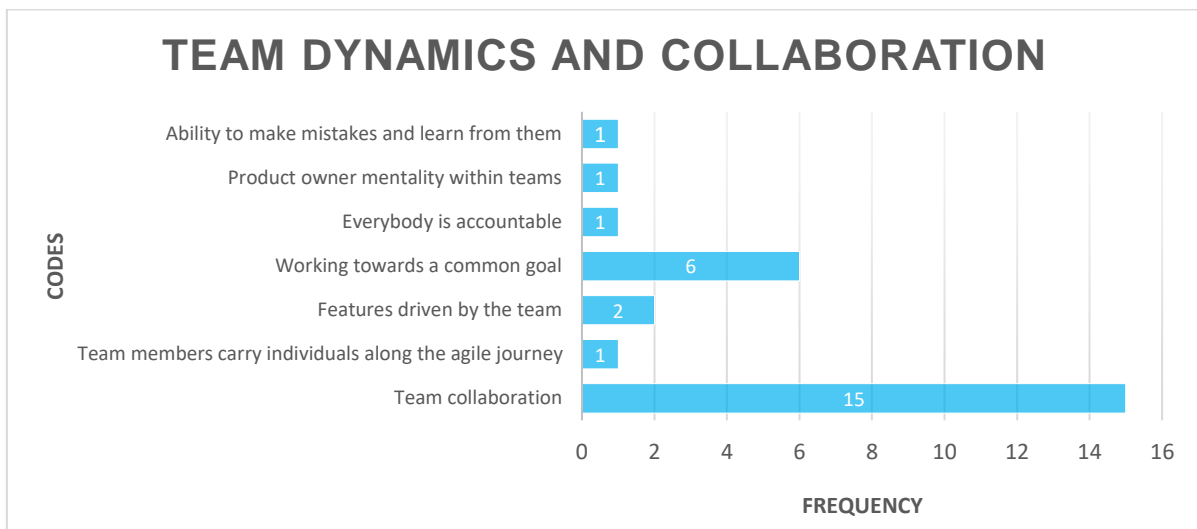 TEAM DYNAMICS AND COLLABORATION
Ability to make mistakes and learn from them
1
Product owner mentality within teams
1
Everybody is accountable
1
Working towards a common goal
6
Features driven by the team
2
Team members carry individuals along the agile journey
1
Team collaboration
15
CODES
0 2 4 6 8 10 12 14 16
FREQUENCY